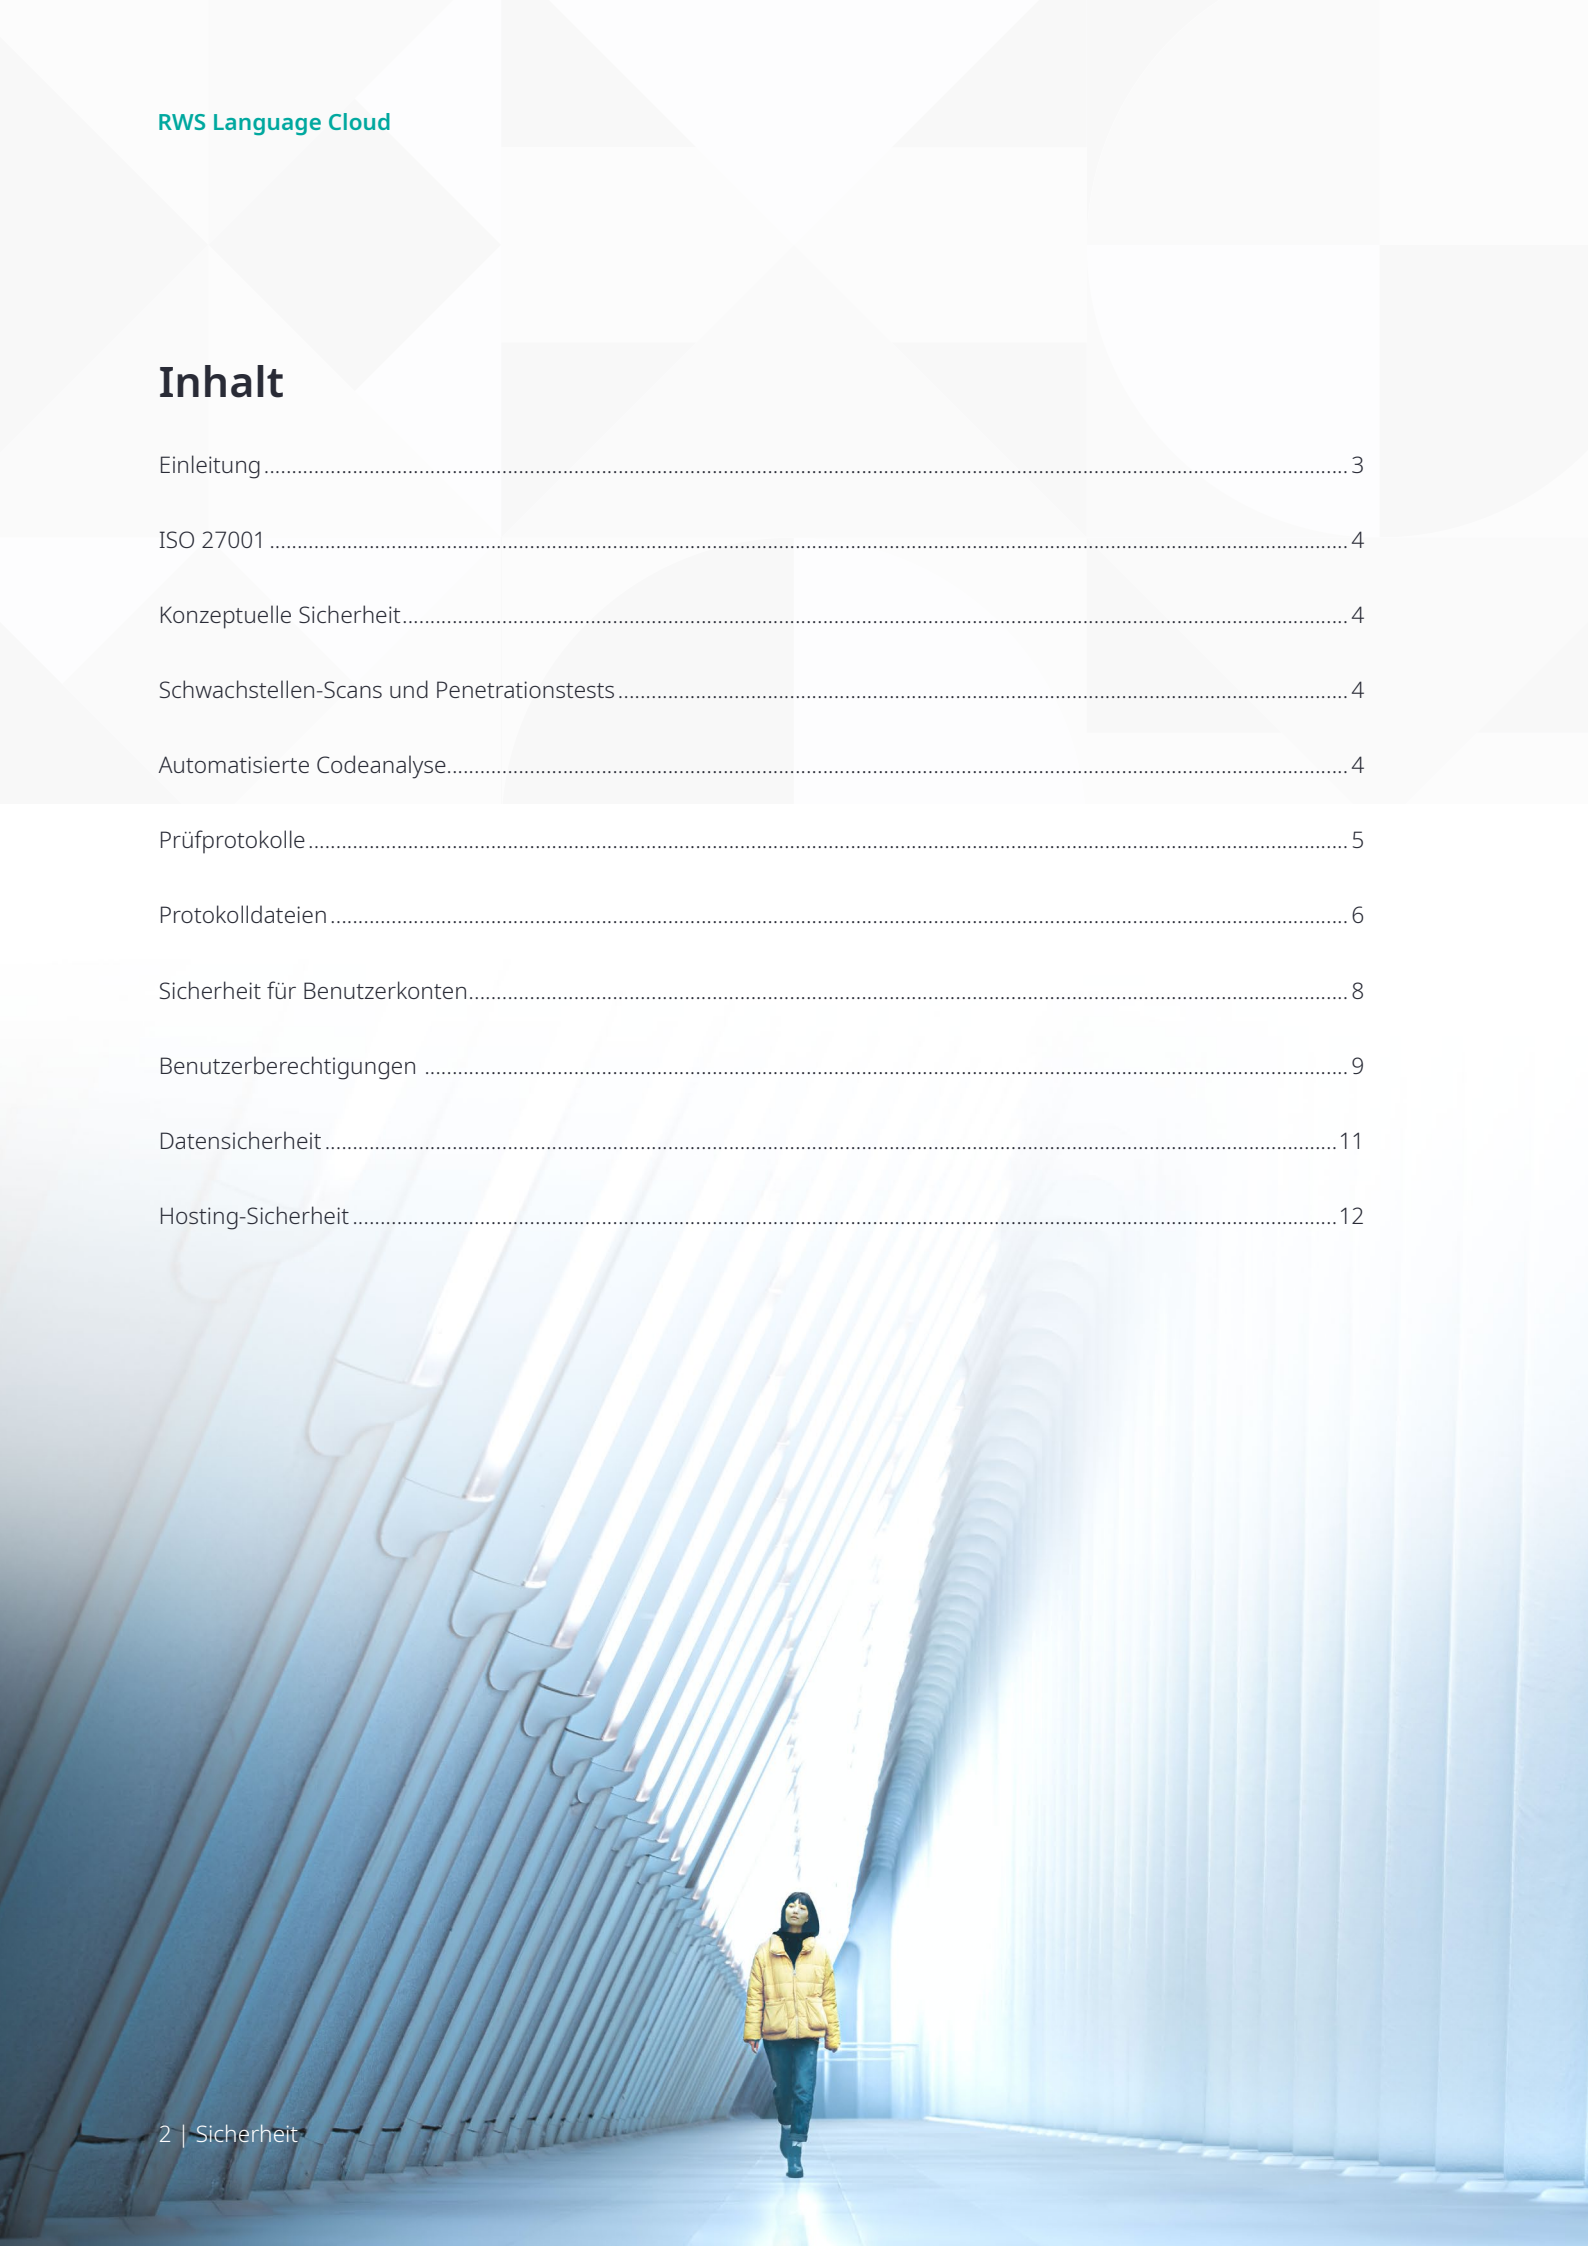 RWS Language Cloud
Inhalt
Einleitung 3
ISO 27001 4
Konzeptuelle Sicherheit 4
Schwachstellen-Scans und Penetrationstests 4
Automatisierte Codeanalyse 4
Prüfprotokolle 5
Protokolldateien 6
Sicherheit für Benutzerkonten 8
Benutzerberechtigungen 9
Datensicherheit 11
Hosting-Sicherheit 12
2 | Sicherheit